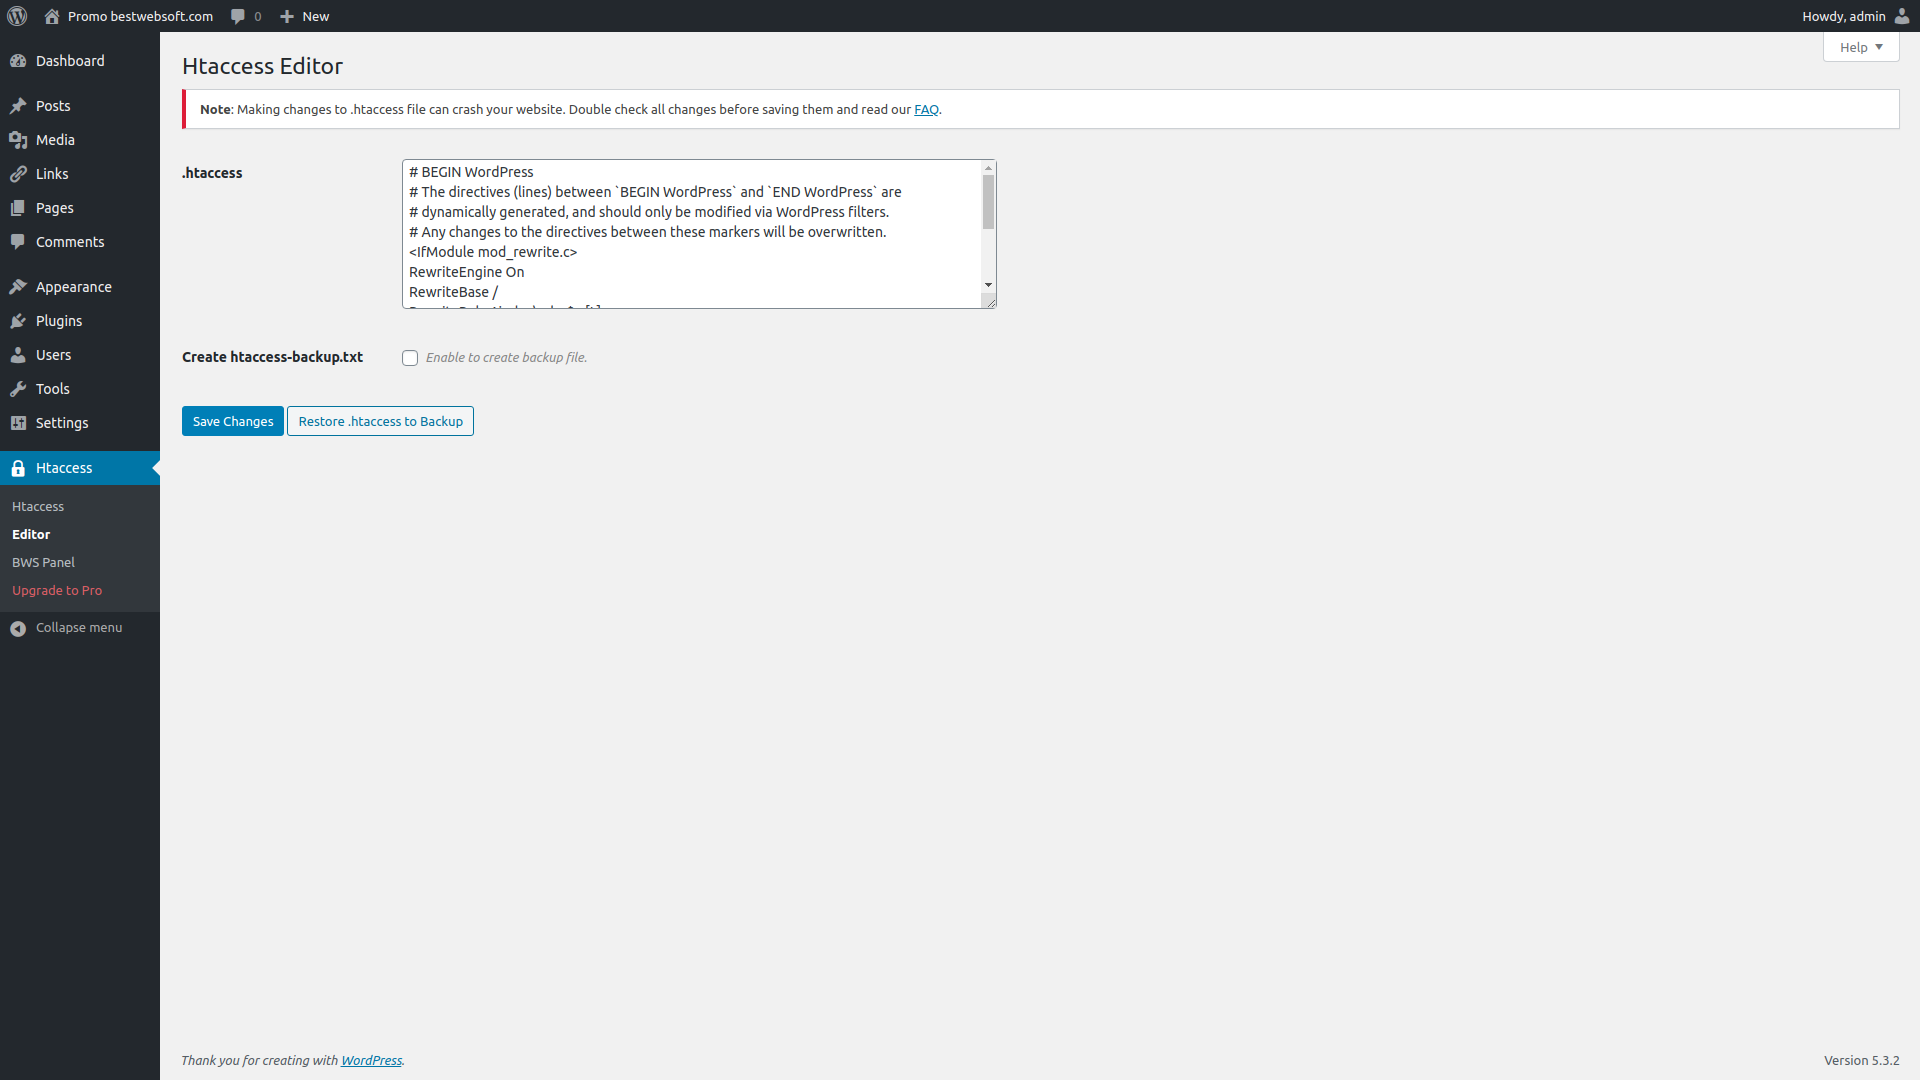 Promo bestwebsoft.com
0
New
Howdy, admin
Dashboard
Posts
Media
Links
Pages
Comments
Appearance
Plugins
Users
Tools
Settings
Htaccess
Htaccess
Editor
BWS Panel
Upgrade to Pro
Collapse menu
Help
Htaccess Editor
Note: Making changes to .htaccess file can crash your website. Double check all changes before saving them and read our FAQ.
.htaccess
# BEGIN WordPress
# The directives (lines) between `BEGIN WordPress` and `END WordPress` are
# dynamically generated, and should only be modified via WordPress filters.
# Any changes to the directives between these markers will be overwritten.
<IfModule mod_rewrite.c>
RewriteEngine On
RewriteBase /
Create htaccess-backup.txt
Enable to create backup file.
Save Changes
Restore .htaccess to Backup
Thank you for creating with WordPress.
Version 5.3.2